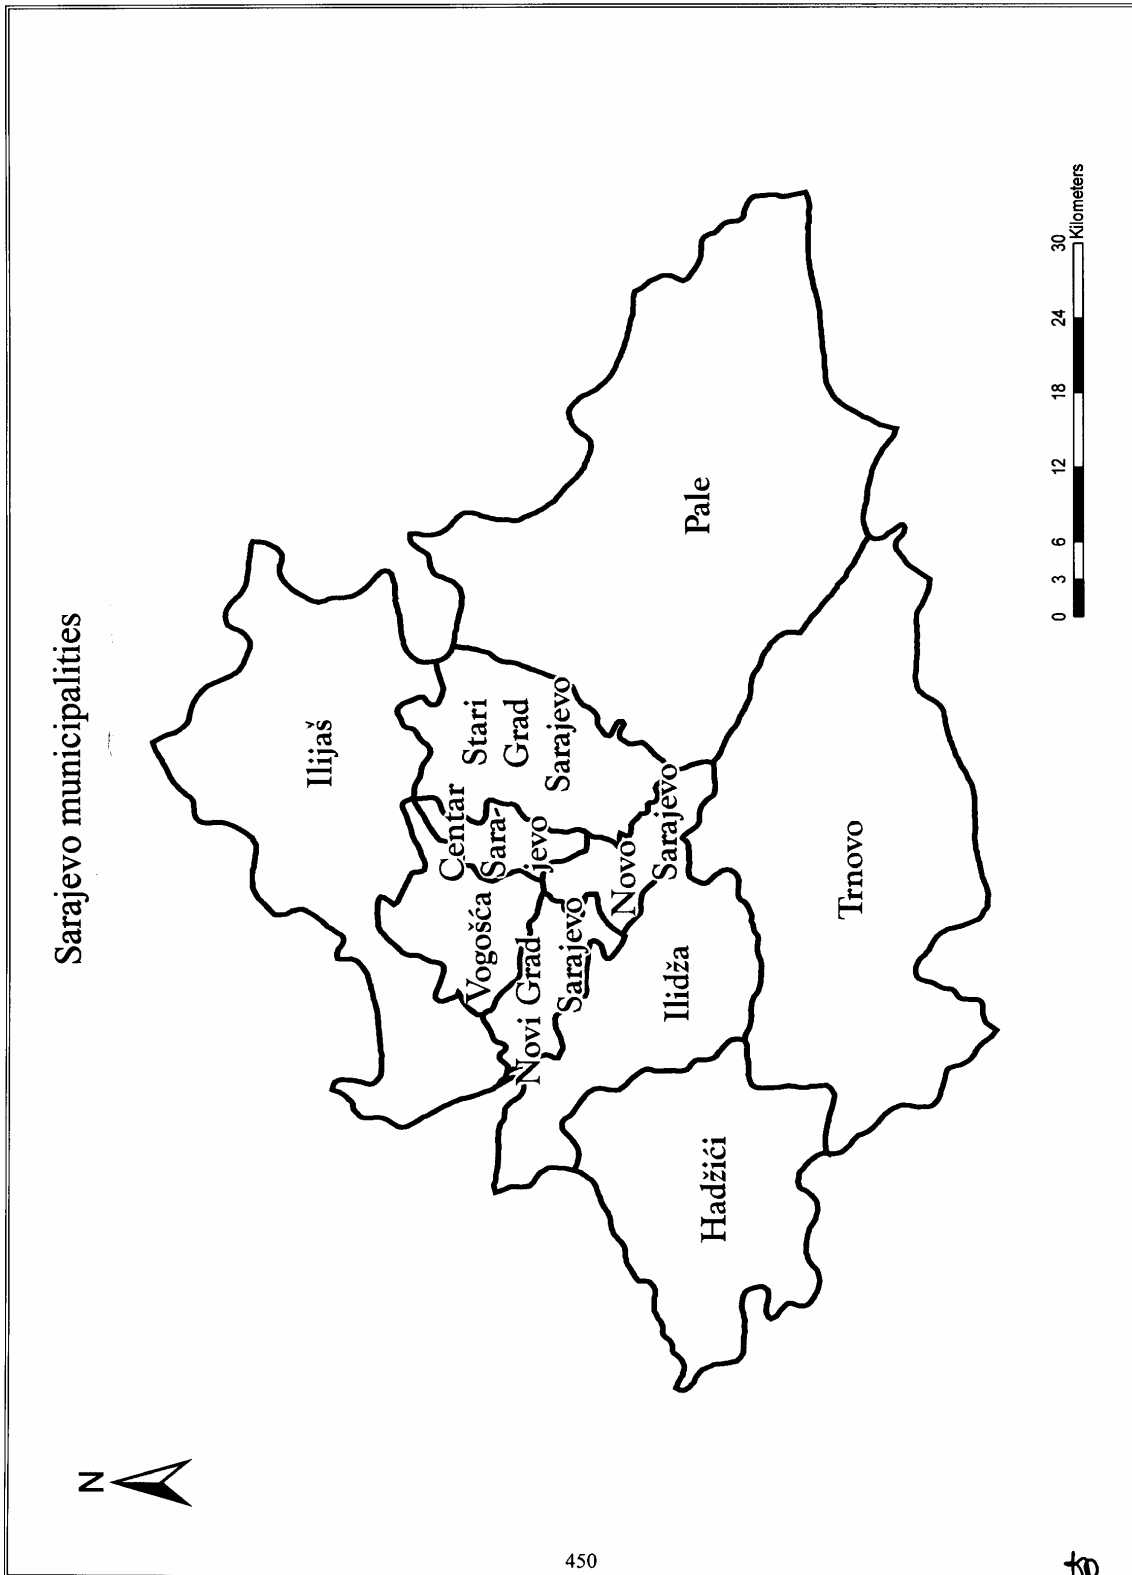 Sarajevo municipalities
N
Ilijaš
Centar
Sara-
jevo
Stari
Grad
Sarajevo
Vogošća
Novi Grad
Sarajevo
Novo
Sarajevo
Pale
Ilidža
Hadžići
Trnovo
0 3 6 12 18 24 30
Kilometers
450